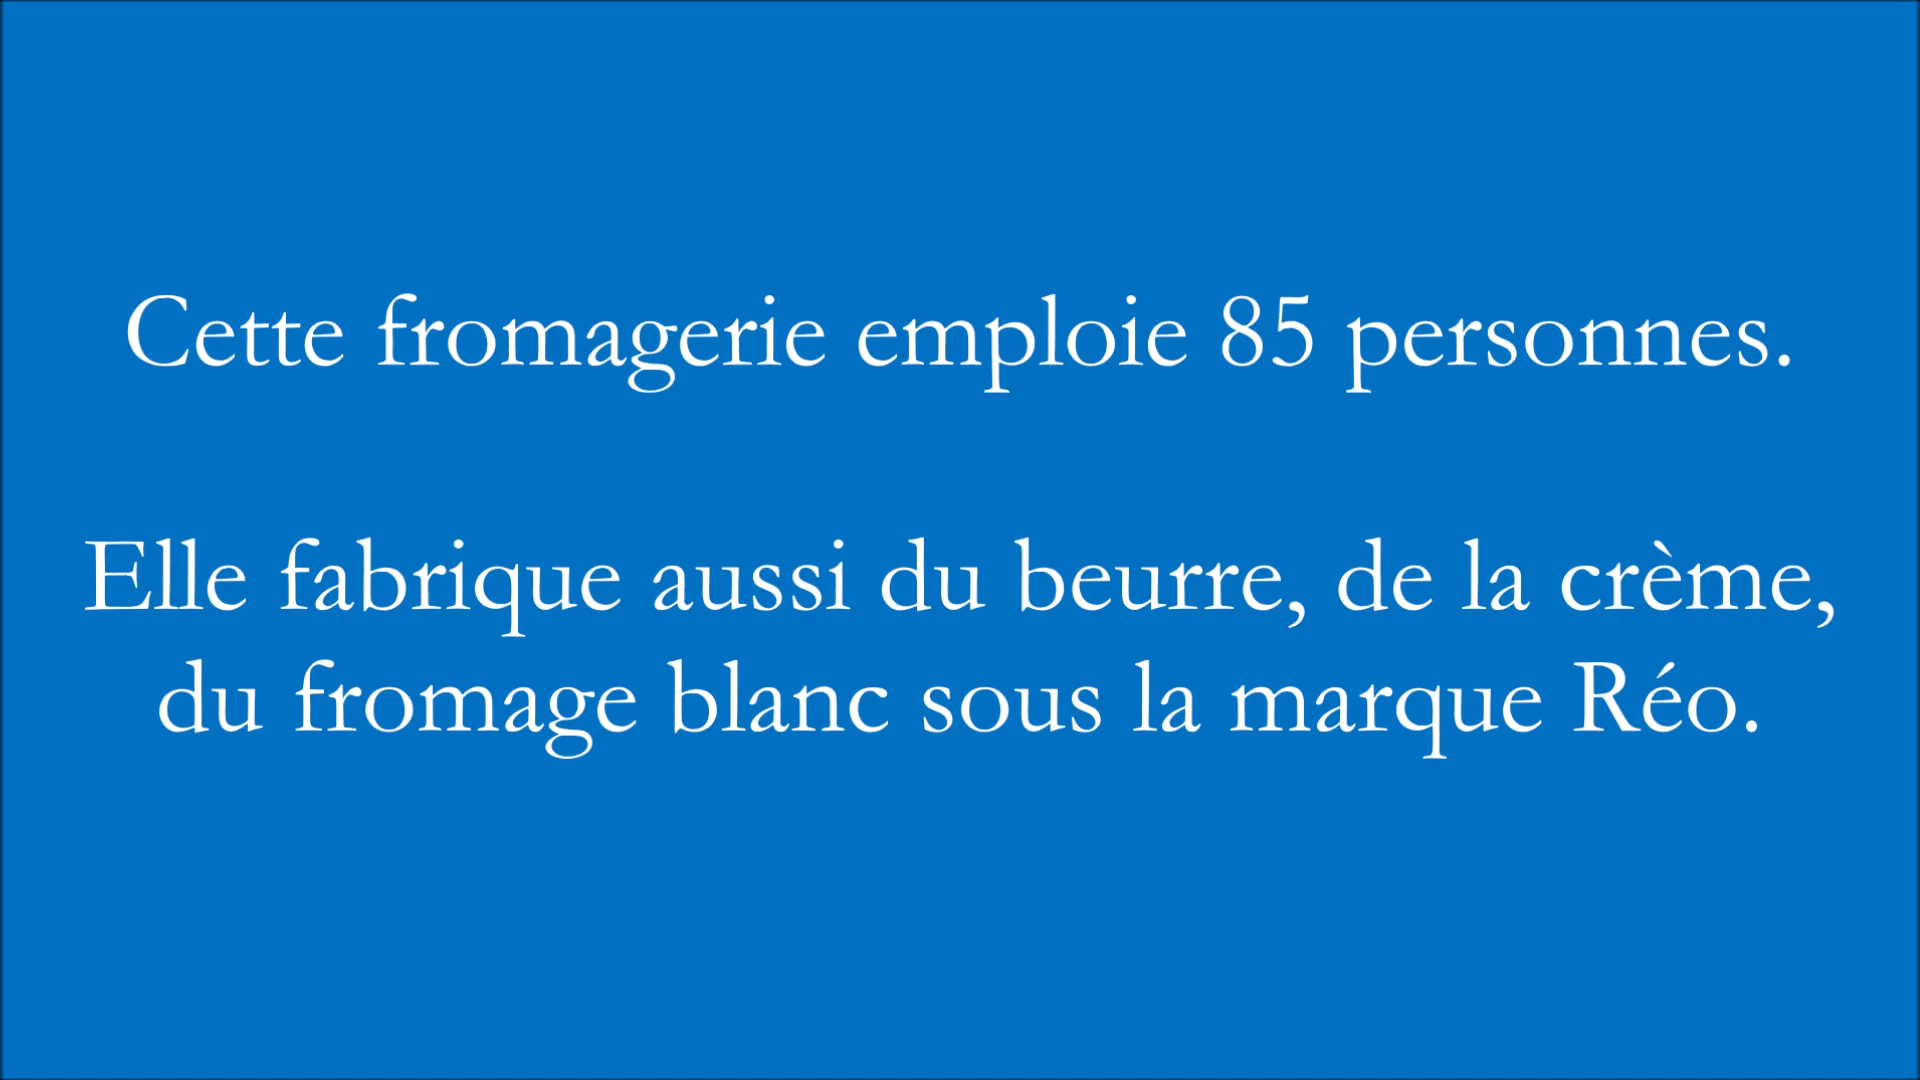 Cette fromagerie emploie 85 personnes.
Elle fabrique aussi du beurre, de la crème,
du fromage blanc sous la marque Réo.